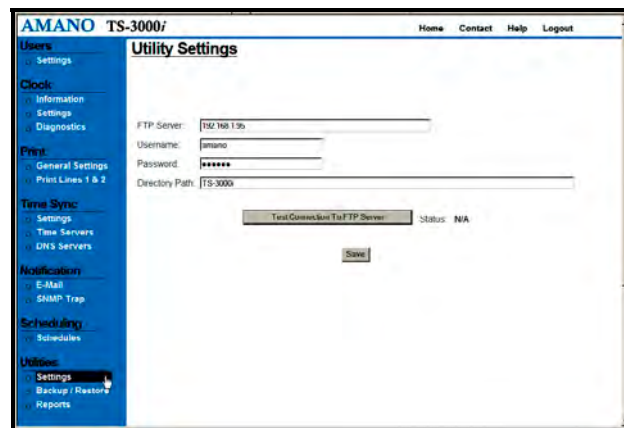 AMANO TS-3000i
Home Contact Help Logout
Users
Settings
Clock
Information
Settings
Diagnostics
Print
General Settings
Print Lines 1 & 2
Time Sync
Settings
Time Servers
DNS Servers
Notification
E-Mail
SNMP Trap
Scheduling
Schedules
Utilities
Settings
Backup / Restore
Reports
Utility Settings
FTP Server: 192.168.1.95
Username: amano
Password: ●●●●●●
Directory Path: TS-3000i
Test Connection To FTP Server Status: N/A
Save